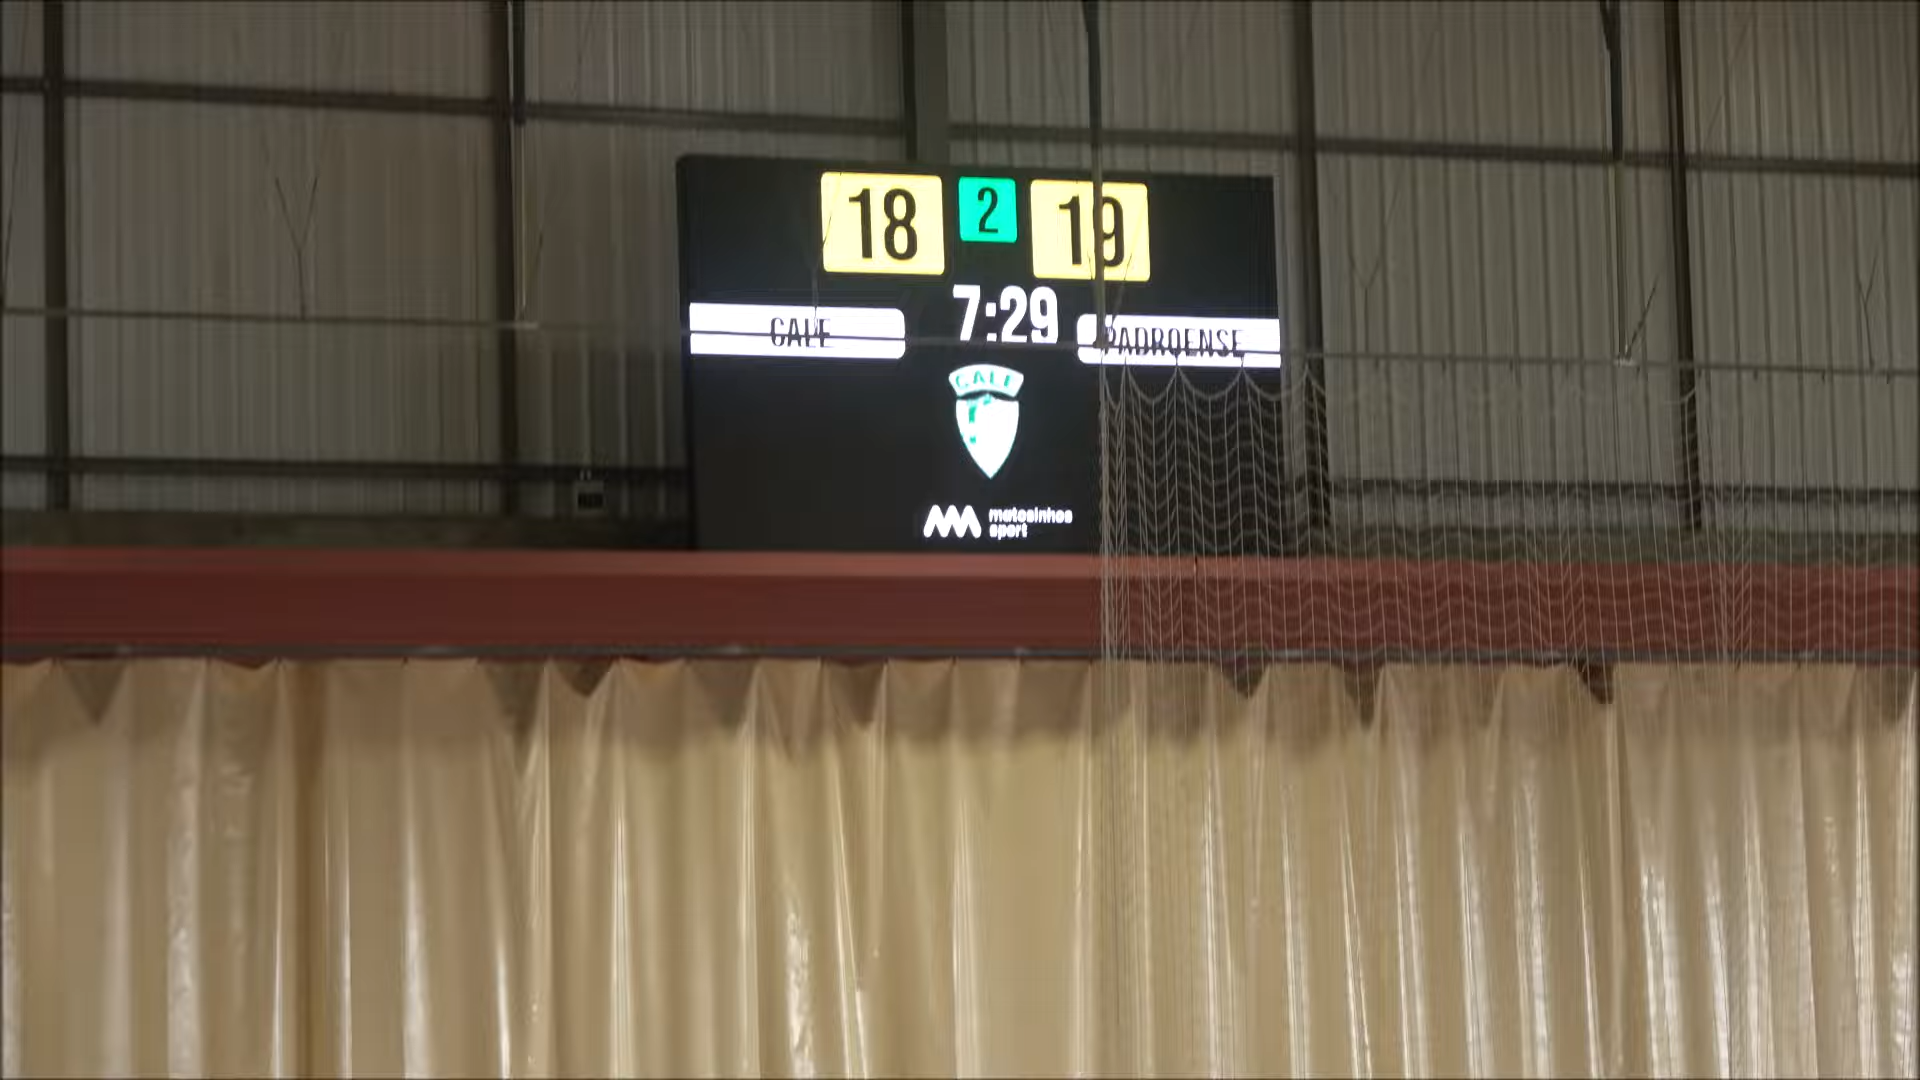 18 2 19
7:29
CALE PADROENSE
CALE
matosinhos
sport